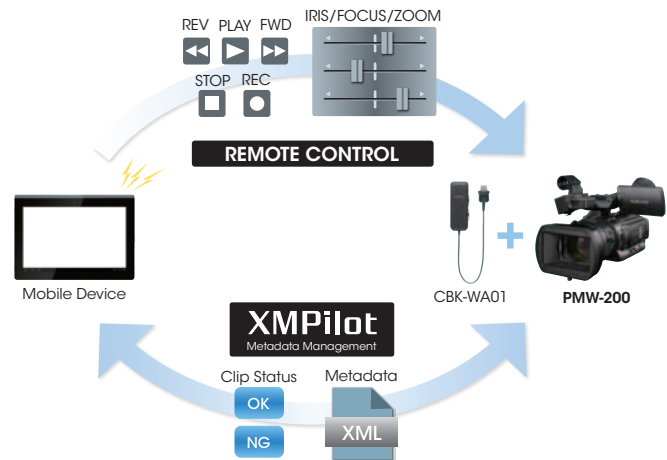 REV PLAY FWD
IRIS/FOCUS/ZOOM
STOP REC
REMOTE CONTROL
Mobile Device
CBK-WA01
PMW-200
XMPilot
Metadata Management
Clip Status
Metadata
OK
NG
XML